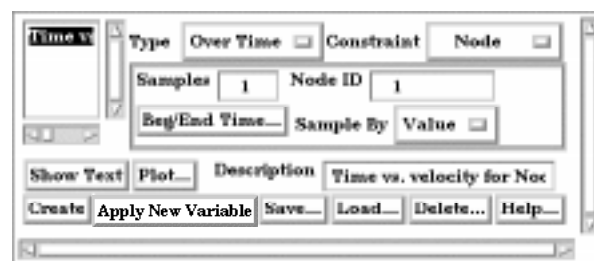 Time v
Type Over Time Constraint Node
Samples 1 Node ID 1
Beg/End Time... Sample By Value
Show Text Plot... Description Time vs. velocity for Noc
Create Apply New Variable Save... Load... Delete... Help...